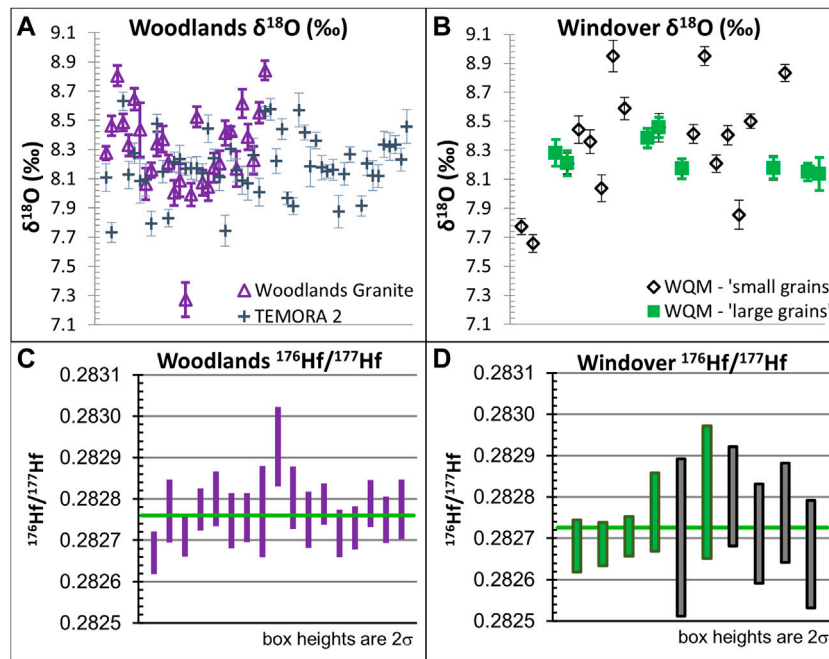 A
Woodlands δ¹⁸O (‰)
δ¹⁸O (‰)
9.1
8.9
8.7
8.5
8.3
8.1
7.9
7.7
7.5
7.3
7.1
Woodlands Granite
TEMORA 2
B
Windover δ¹⁸O (‰)
δ¹⁸O (‰)
9.1
8.9
8.7
8.5
8.3
8.1
7.9
7.7
7.5
7.3
7.1
WQM - 'small grains'
WQM - 'large grains'
C
Woodlands ¹⁷⁶Hf/¹⁷⁷Hf
¹⁷⁶Hf/¹⁷⁷Hf
0.2831
0.2830
0.2829
0.2828
0.2827
0.2826
0.2825
box heights are 2σ
D
Windover ¹⁷⁶Hf/¹⁷⁷Hf
¹⁷⁶Hf/¹⁷⁷Hf
0.2831
0.2830
0.2829
0.2828
0.2827
0.2826
0.2825
box heights are 2σ